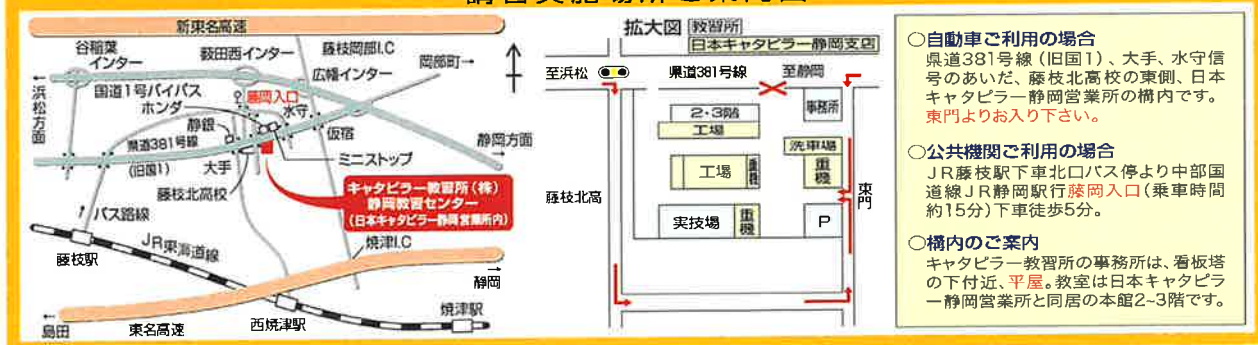 新東名高速
谷稲葉
インター
薮田西インター
藤枝岡部I.C
広幡インター
岡部町→
←浜松方面
国道1号バイパス
ホンダ
藤岡入口
水守
静銀
県道381号線
(旧国1)
大手
仮宿
静岡方面
→
ミニストップ
藤枝北高校
キャタピラー教習所(株)
静岡教習センター
(日本キャタピラー静岡営業所内)
↑バス路線
JR東海道線
藤枝駅
焼津I.C
静岡
→
←
島田
東名高速
西焼津駅
焼津駅
拡大図
教習所
日本キャタピラー静岡支店
至浜松
県道381号線
至静岡
2・3階
工場
事務所
洗車場
工場
重機
重機
藤枝北高
東門
実技場
重機
P
○自動車ご利用の場合
県道381号線(旧国1)、大手、水守信
号のあいだ、藤枝北高校の東側、日本
キャタピラー静岡営業所の構内です。
東門よりお入り下さい。
○公共機関ご利用の場合
JR藤枝駅下車北口バス停より中部国
道線JR静岡駅行藤岡入口(乗車時間
約15分)下車徒歩5分。
○構内のご案内
キャタピラー教習所の事務所は、看板塔
の下付近、平屋。教室は日本キャタピラ
ー静岡営業所と同居の本館2~3階です。